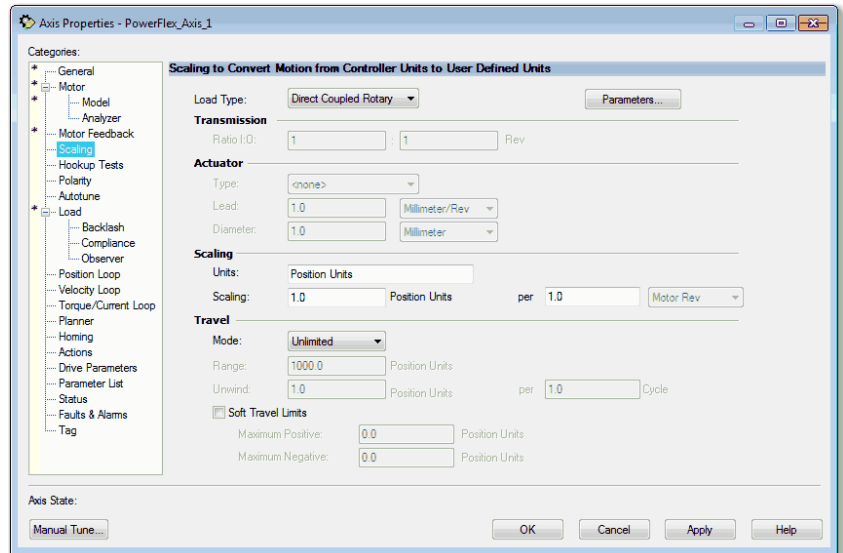 Axis Properties - PowerFlex_Axis_1
Categories:
* General
* Motor
* Model
Analyzer
* Motor Feedback
Scaling
Hookup Tests
Polarity
Autotune
* Load
Backlash
Compliance
Observer
Position Loop
Velocity Loop
Torque/Current Loop
Planner
Homing
Actions
Drive Parameters
Parameter List
Status
Faults & Alarms
Tag
Scaling to Convert Motion from Controller Units to User Defined Units
Load Type: Direct Coupled Rotary Parameters...
Transmission
Ratio I:O: 1 : 1 Rev
Actuator
Type: <none>
Lead: 1.0 Millimeter/Rev
Diameter: 1.0 Millimeter
Scaling
Units: Position Units
Scaling: 1.0 Position Units per 1.0 Motor Rev
Travel
Mode: Unlimited
Range: 1000.0 Position Units
Unwind: 1.0 Position Units per 1.0 Cycle
Soft Travel Limits
Maximum Positive: 0.0 Position Units
Maximum Negative: 0.0 Position Units
Axis State:
Manual Tune... OK Cancel Apply Help